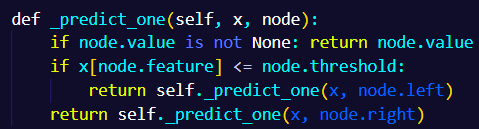 def _predict_one(self, x, node):
    if node.value is not None: return node.value
    if x[node.feature] <= node.threshold:
        return self._predict_one(x, node.left)
    return self._predict_one(x, node.right)